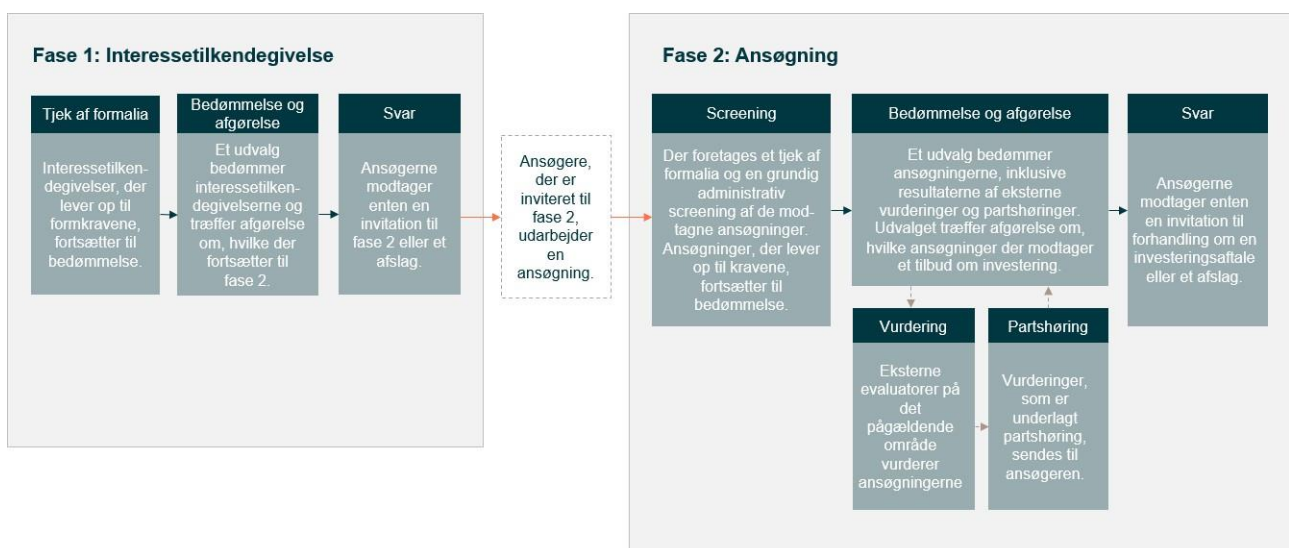 Fase 1: Interessetilkendegivelse
Tjek af formalia
Interessetilken-
degivelser, der
lever op til
formkravene,
fortsætter til
bedømmelse.
Bedømmelse og
afgørelse
Et udvalg
bedømmer
interessetilken-
degivelserne og
træffer afgørelse
om, hvilke der
fortsætter til
fase 2.
Svar
Ansøgerne
modtager
enten en
invitation til
fase 2 eller et
afslag.
Ansøgere,
der er
inviteret til
fase 2,
udarbejder
en
ansøgning.
Fase 2: Ansøgning
Screening
Der foretages et tjek af
formalia og en grundig
administrativ
screening af de mod-
tagne ansøgninger.
Ansøgninger, der lever
op til kravene,
fortsætter til
bedømmelse.
Bedømmelse og afgørelse
Et udvalg bedømmer
ansøgningerne, inklusive
resultaterne af eksterne
vurderinger og partshøringer.
Udvalget træffer afgørelse om,
hvilke ansøgninger der modtager
et tilbud om investering.
Vurdering
Eksterne
evaluatorer på
det
pågældende
område
vurderer
ansøgningerne
Partshøring
Vurderinger,
som er
underlagt
partshøring,
sendes til
ansøgeren.
Svar
Ansøgerne
modtager enten
en invitation til
forhandling om en
investeringsaftale
eller et afslag.